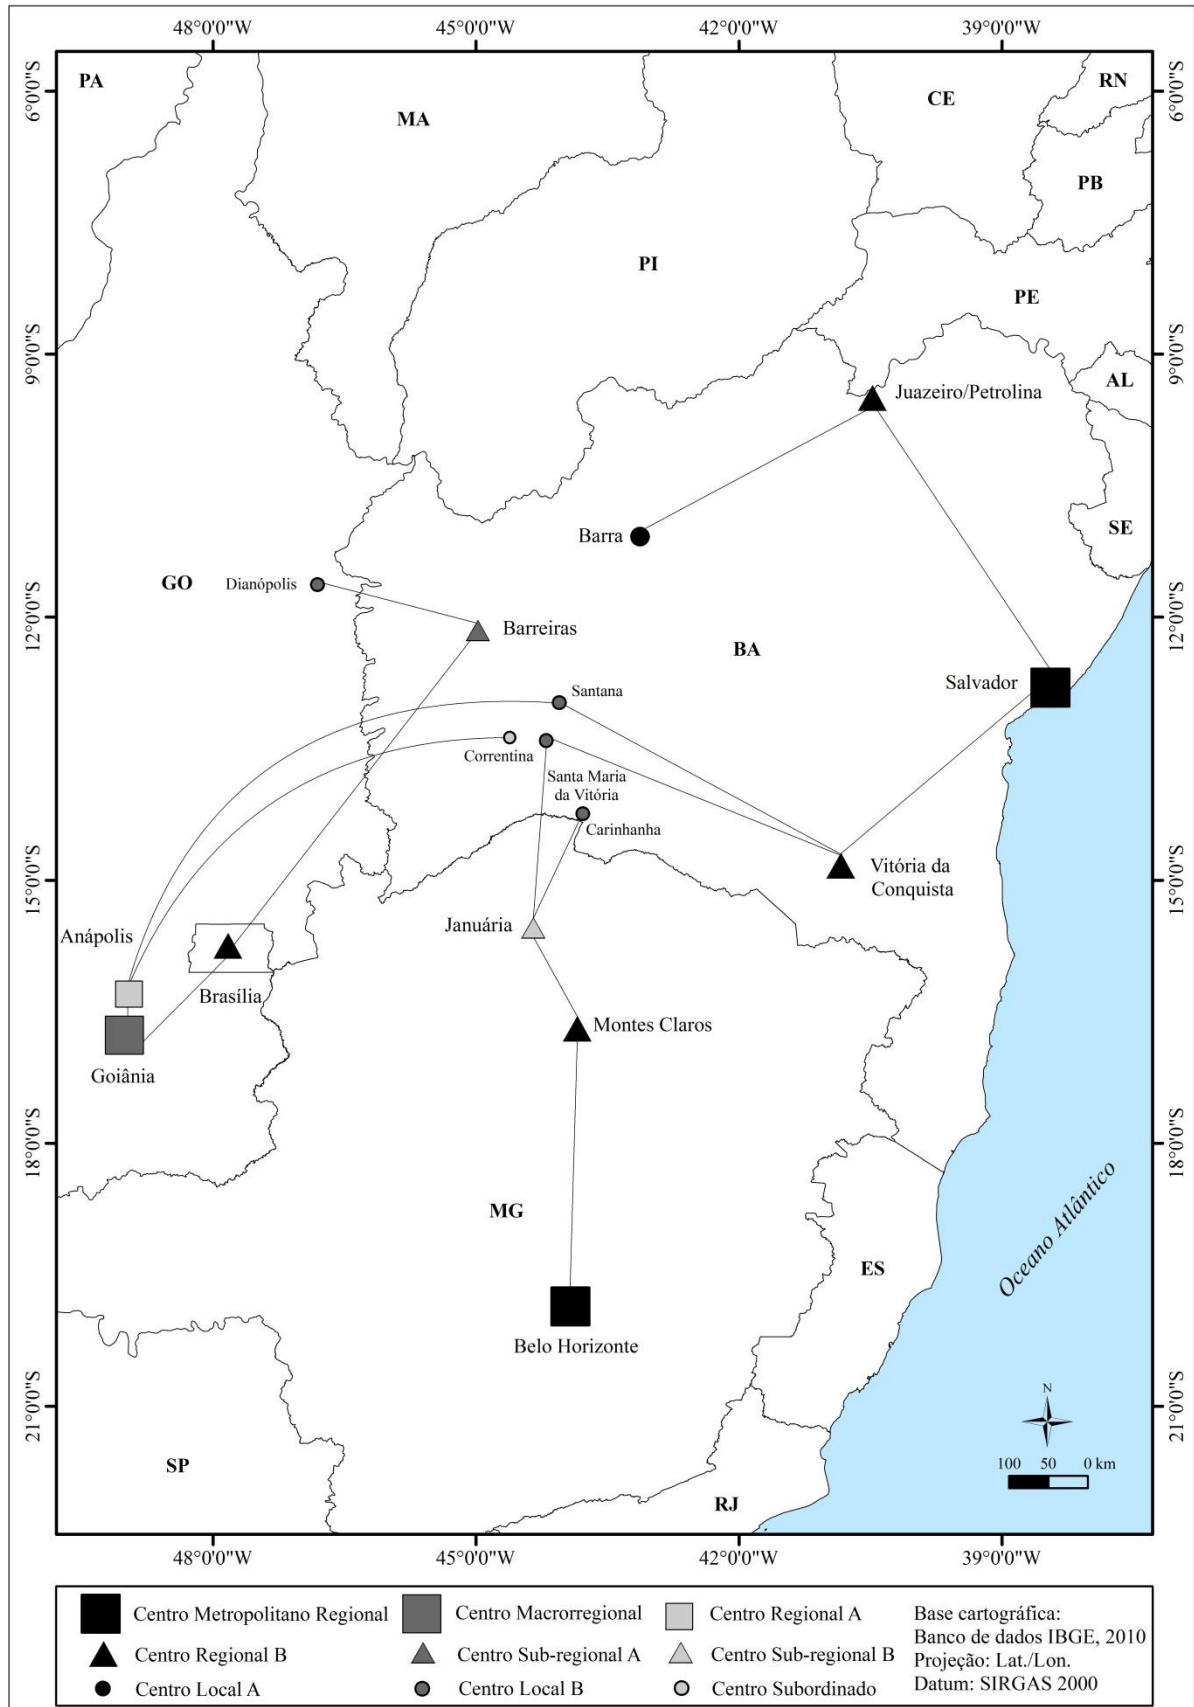 48°0'0"W 45°0'0"W 42°0'0"W 39°0'0"W
PA
MA
CE
RN
6°0'0"S
6°0'0"S
PB
PI
PE
9°0'0"S
9°0'0"S
AL
Juazeiro/Petrolina
SE
Barra
GO
Dianópolis
12°0'0"S
12°0'0"S
Barreiras
BA
Salvador
Santana
Correntina
Santa Maria
da Vitória
Carinhanha
Vitória da
Conquista
15°0'0"S
15°0'0"S
Januária
Anápolis
Brasília
Montes Claros
Goiânia
18°0'0"S
18°0'0"S
MG
Oceano Atlântico
ES
Belo Horizonte
N
21°0'0"S
21°0'0"S
SP
100 50 0 km
RJ
48°0'0"W 45°0'0"W 42°0'0"W 39°0'0"W
Centro Metropolitano Regional
Centro Macrorregional
Centro Regional A
Centro Regional B
Centro Sub-regional A
Centro Sub-regional B
Centro Local A
Centro Local B
Centro Subordinado
Base cartográfica:
Banco de dados IBGE, 2010
Projeção: Lat./Lon.
Datum: SIRGAS 2000